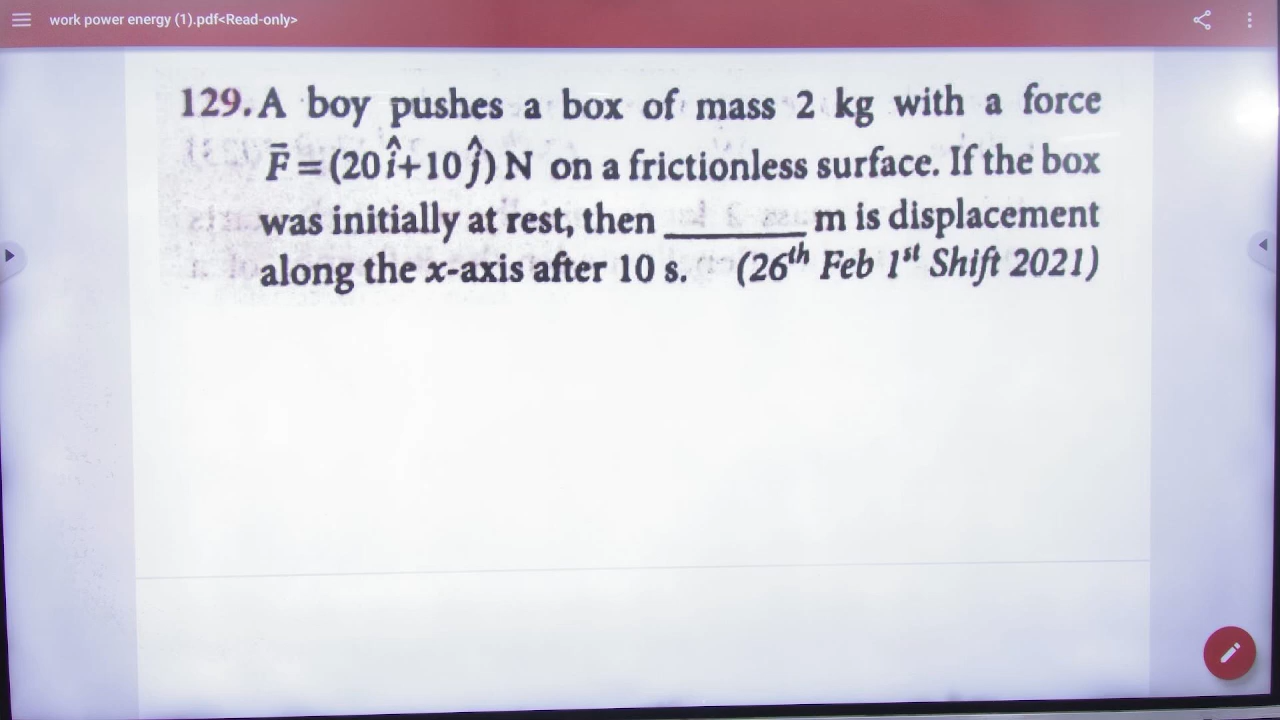 work power energy (1).pdf<Read-only>
129. A boy pushes a box of mass 2 kg with a force
F̄ = (20 î + 10 ĵ) N on a frictionless surface. If the box
was initially at rest, then ________ m is displacement
along the x-axis after 10 s. (26th Feb 1st Shift 2021)